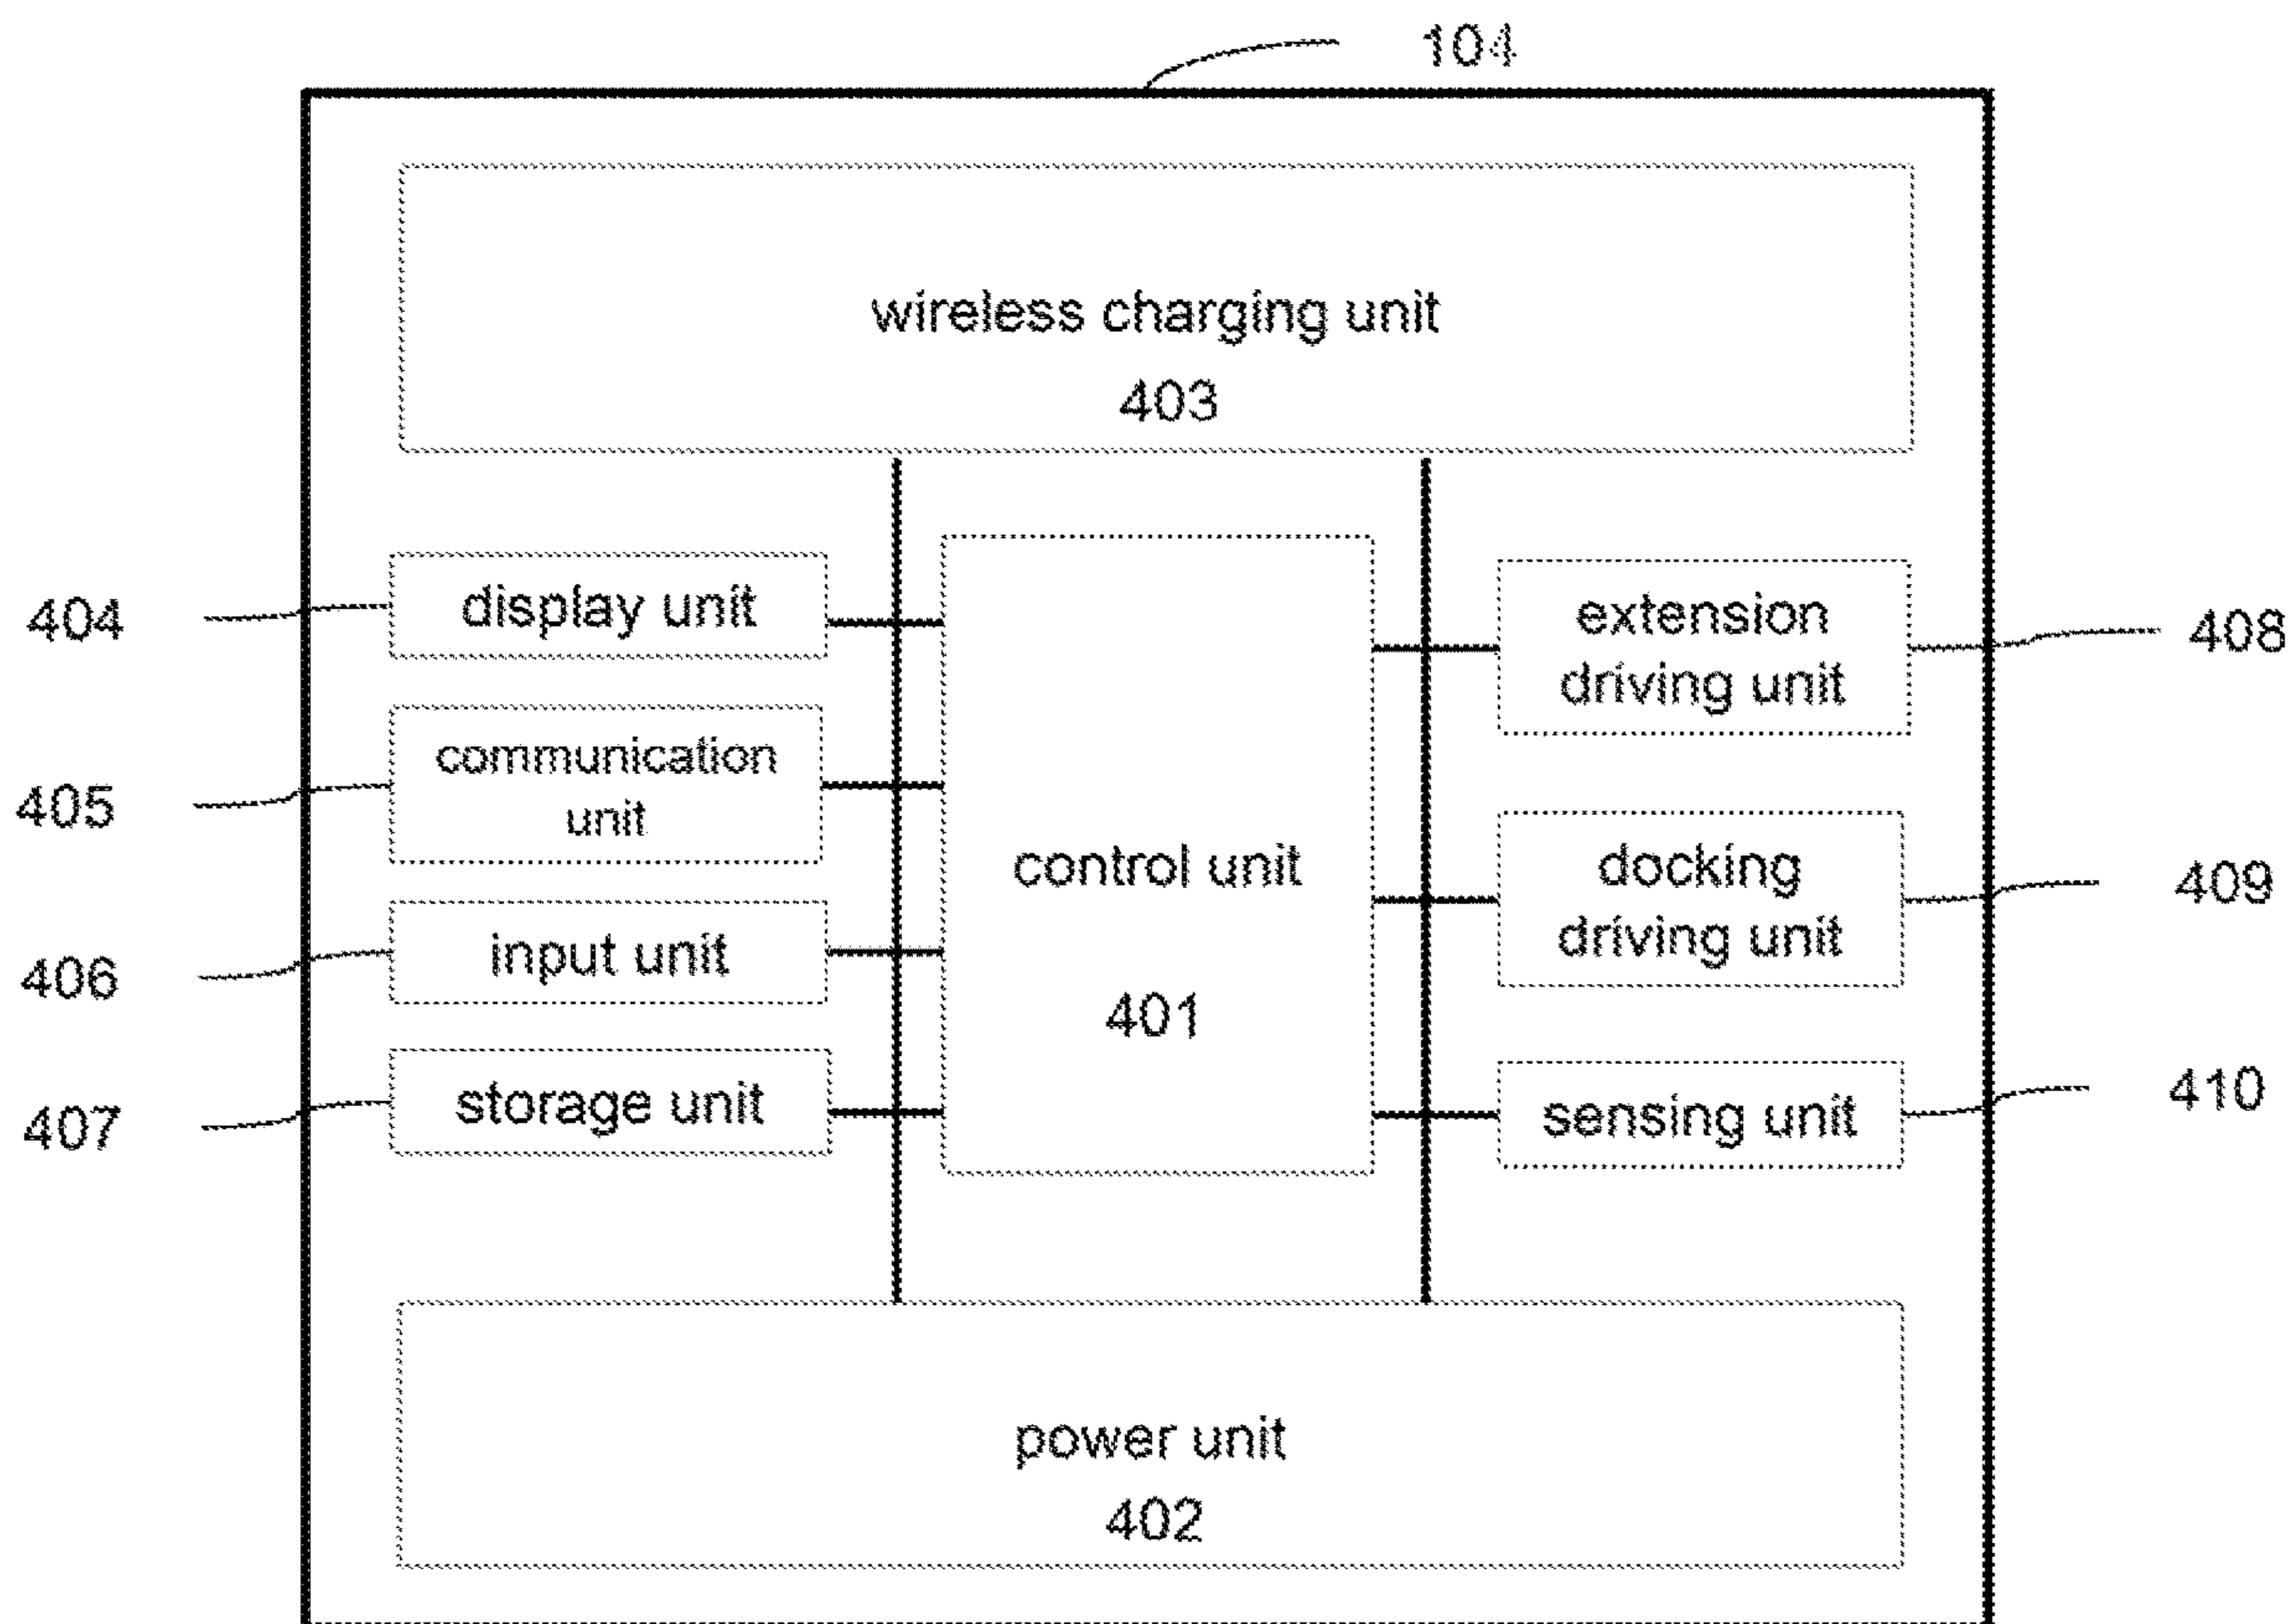 104
wireless charging unit
403
404
display unit
405
communication
unit
406
input unit
407
storage unit
control unit
401
extension
driving unit
408
docking
driving unit
409
sensing unit
410
power unit
402